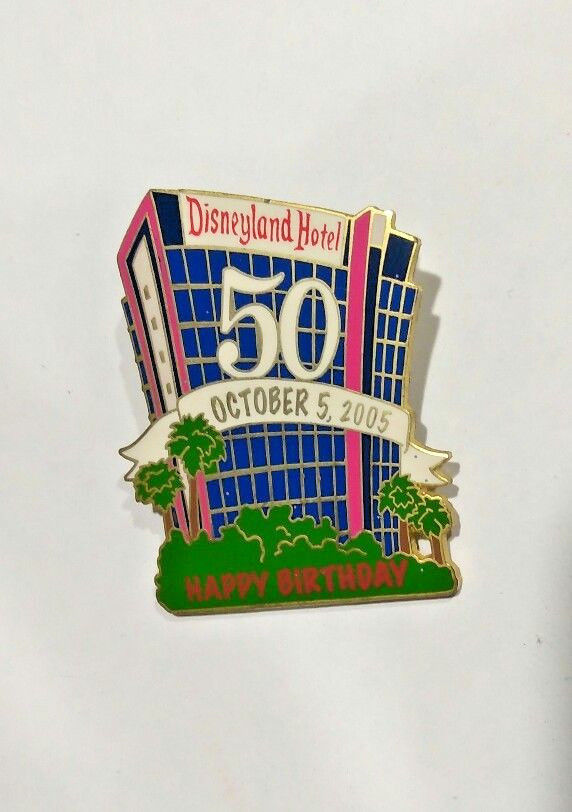 Disneyland Hotel
50
OCTOBER 5, 2005
HAPPY BiRTHDAY